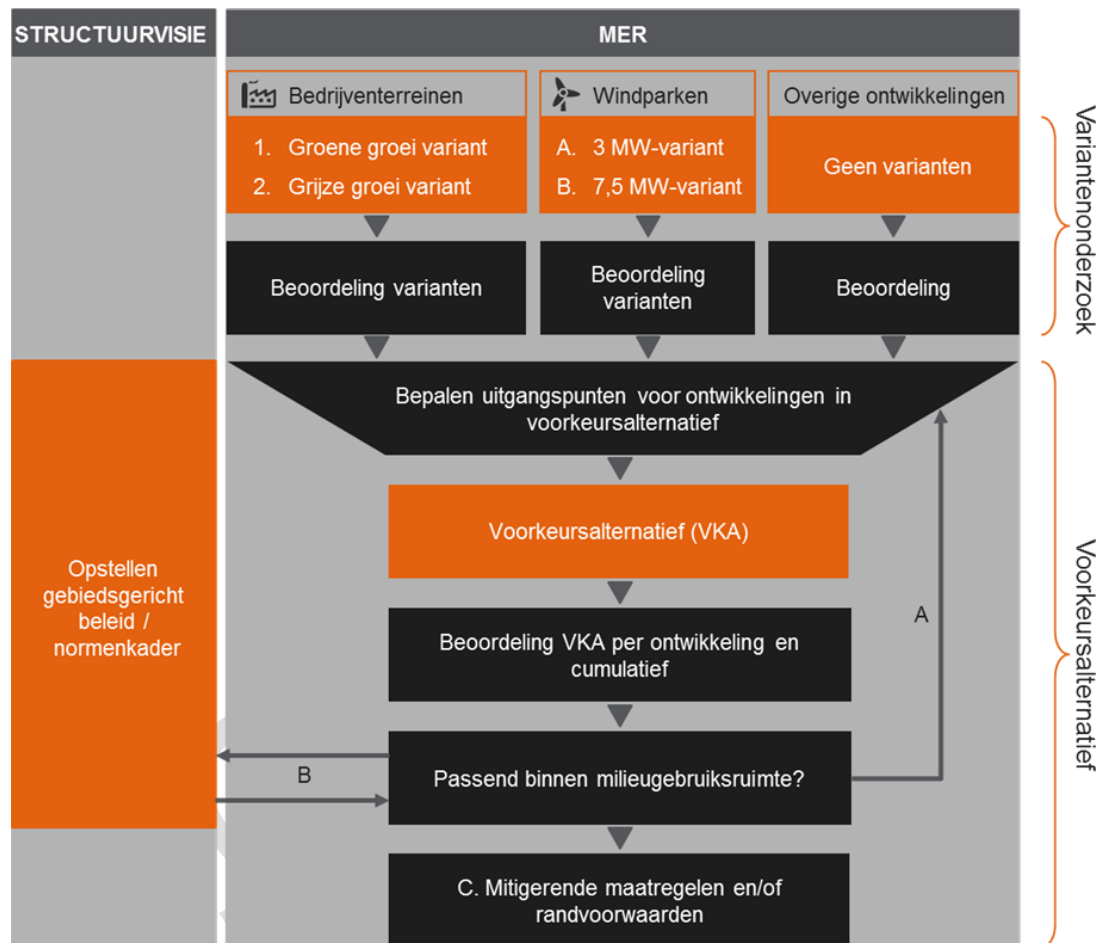 STRUCTUURVISIE
MER
Bedrijventerreinen
1. Groene groei variant
2. Grijze groei variant
Windparken
A. 3 MW-variant
B. 7,5 MW-variant
Overige ontwikkelingen
Geen varianten
Variantenonderzoek
Beoordeling varianten
Beoordeling
varianten
Beoordeling
Bepalen uitgangspunten voor ontwikkelingen in
voorkeursalternatief
Voorkeursalternatief (VKA)
Opstellen
gebiedsgericht
beleid /
normenkader
Beoordeling VKA per ontwikkeling en
cumulatief
A
Voorkeursalternatief
Passend binnen milieugebruiksruimte?
B
C. Mitigerende maatregelen en/of
randvoorwaarden